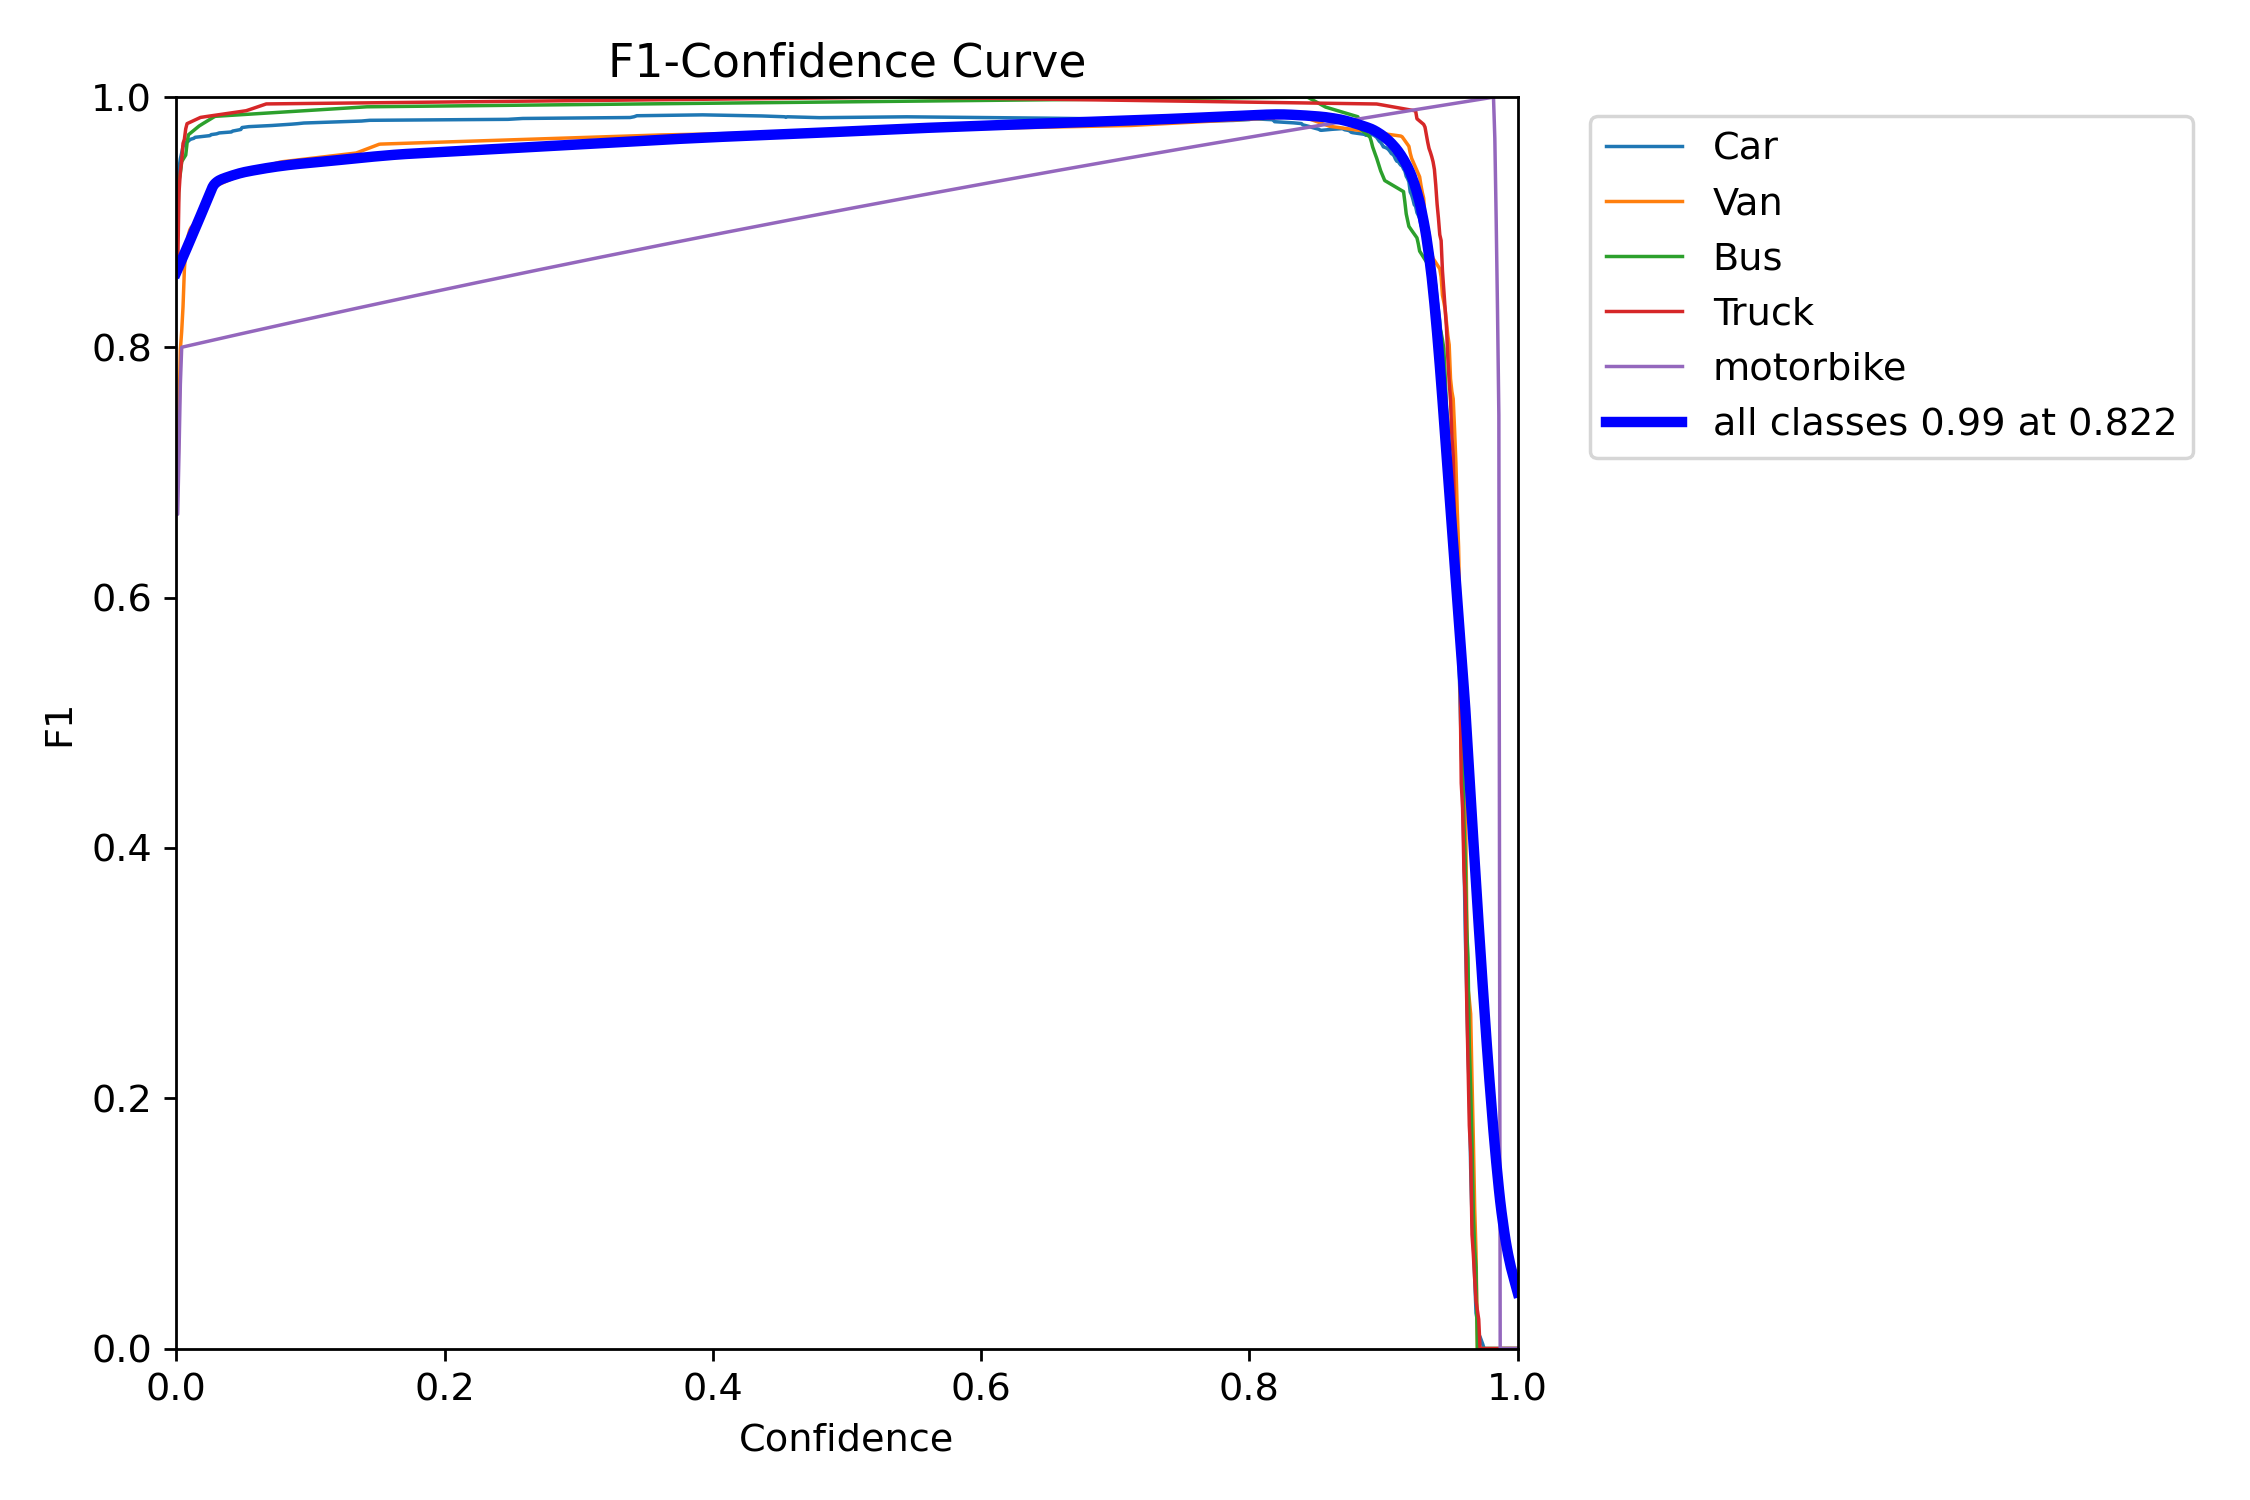 F1-Confidence Curve
1.0
0.8
0.6
0.4
0.2
0.0
F1
0.0 0.2 0.4 0.6 0.8 1.0
Confidence
Car
Van
Bus
Truck
motorbike
all classes 0.99 at 0.822